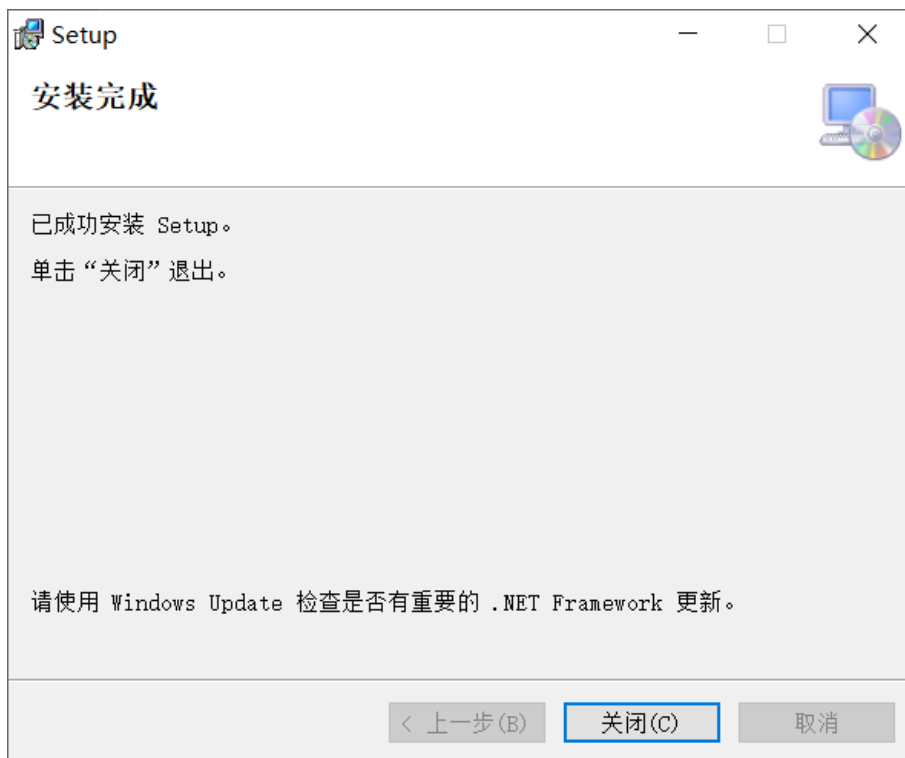 Setup
安装完成
已成功安装 Setup。
单击“关闭”退出。
请使用 Windows Update 检查是否有重要的 .NET Framework 更新。
< 上一步(B) 关闭(C) 取消